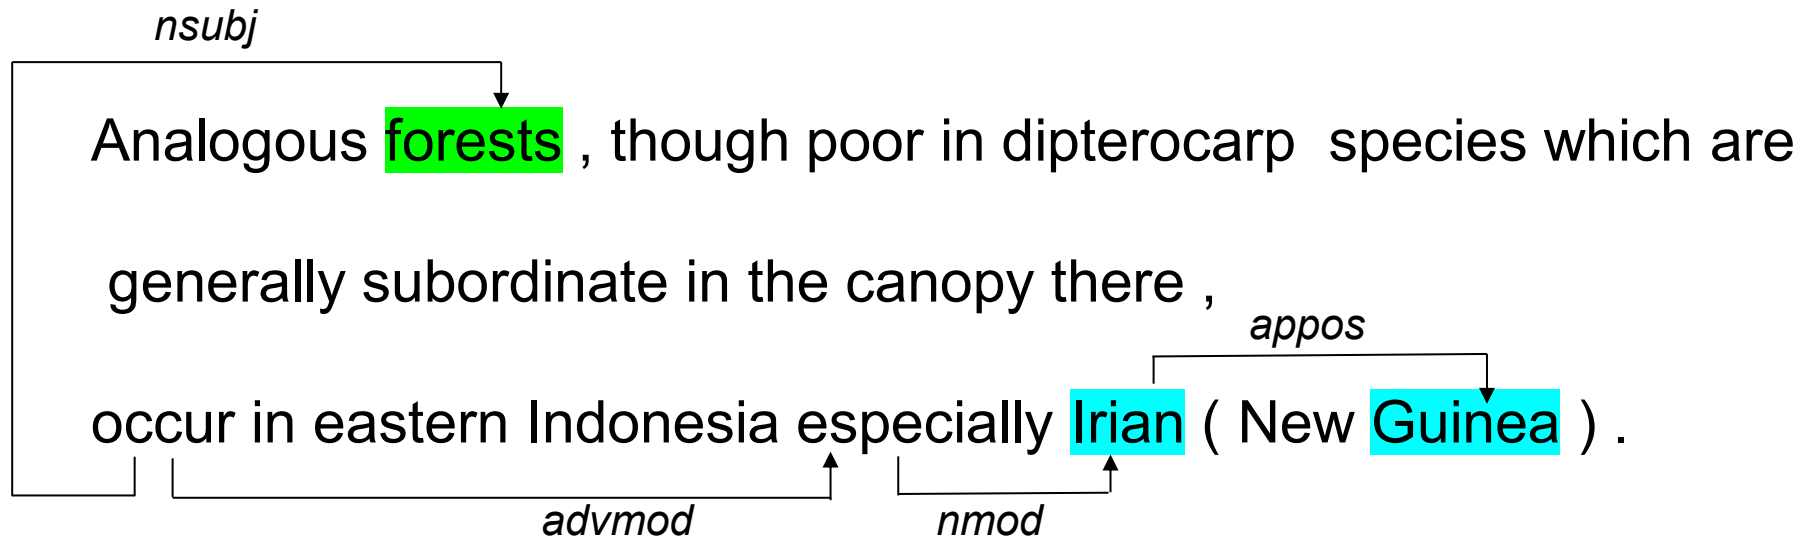 nsubj
Analogous forests , though poor in dipterocarp species which are
generally subordinate in the canopy there ,
appos
occur in eastern Indonesia especially Irian ( New Guinea ) .
advmod nmod